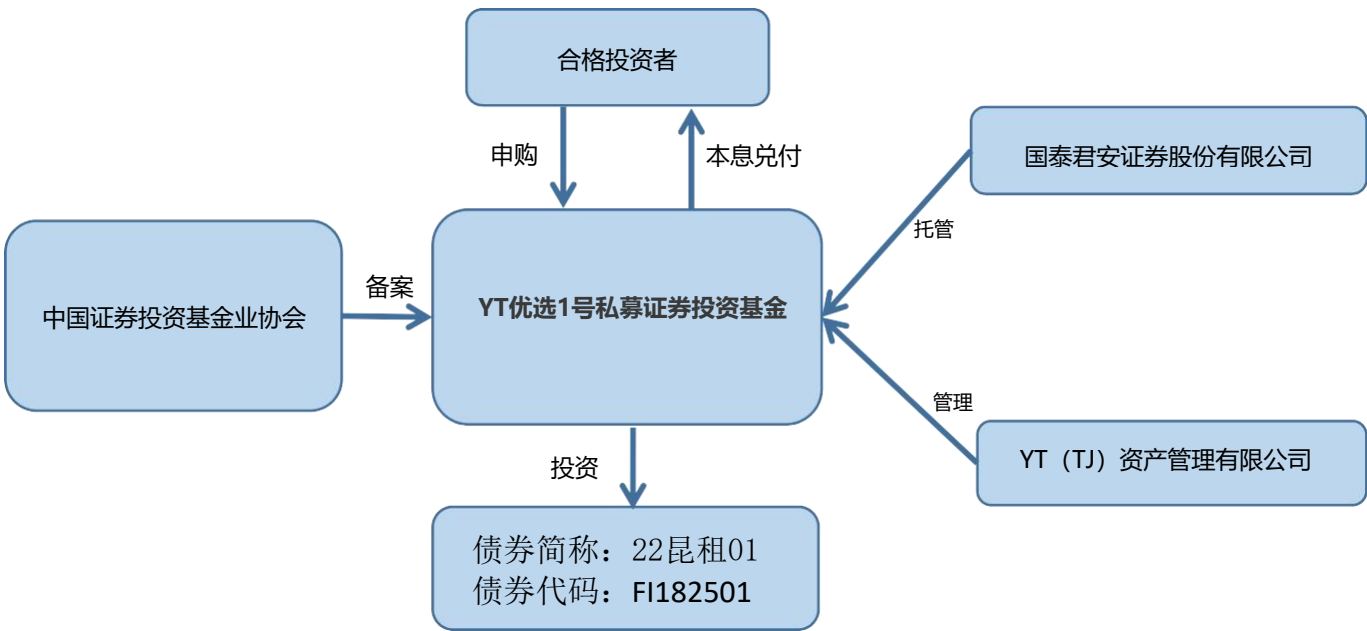 合格投资者
申购
本息兑付
国泰君安证券股份有限公司
托管
中国证券投资基金业协会
备案
YT优选1号私募证券投资基金
管理
YT（TJ）资产管理有限公司
投资
债券简称：22昆租01
债券代码：FI182501